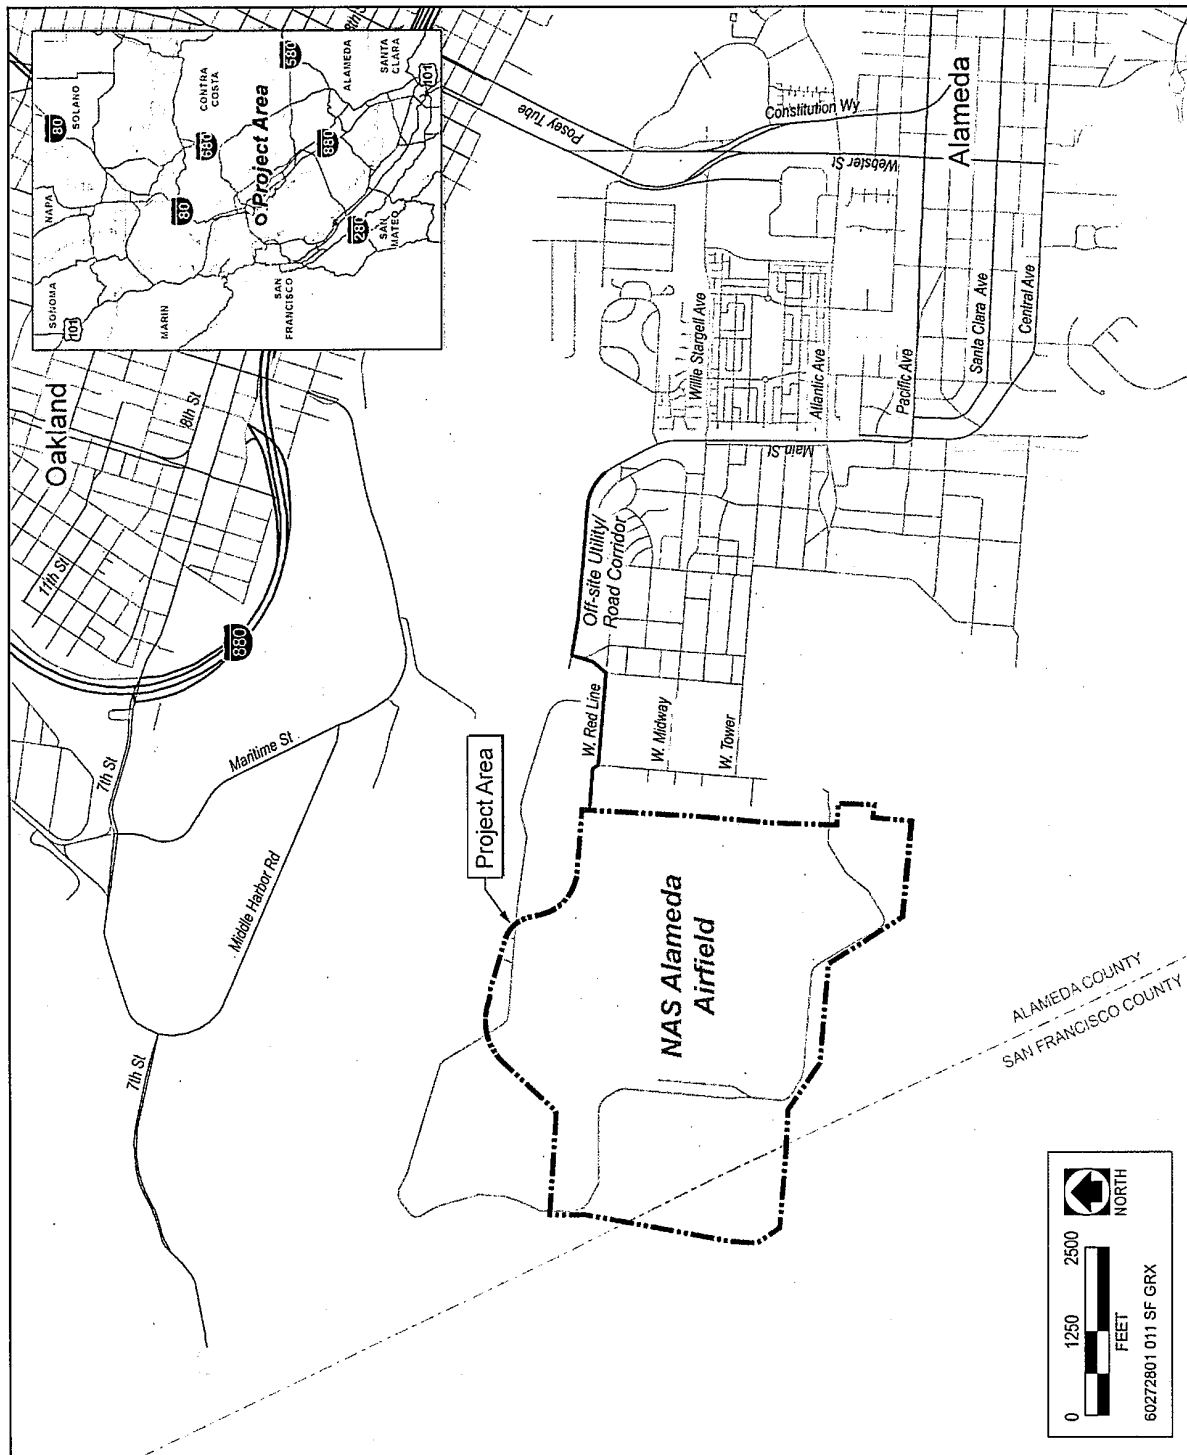 SONOMA
NAPA
SOLANO
80
101
MARIN
80
680
CONTRA
COSTA
580
Project Area
SAN
FRANCISCO
880
ALAMEDA
280
SAN
MATEO
SANTA
CLARA
101
Oakland
8th St
11th St
880
7th St
Maritime St
Middle Harbor Rd
7th St
Posey Tube
Constitution Wy
Webster St
Alameda
Willie Stargell Ave
Atlantic Ave
Pacific Ave
Santa Clara Ave
Central Ave
Main St
Off-site Utility/
Road Corridor
W. Red Line
W. Midway
W. Tower
Project Area
NAS Alameda
Airfield
ALAMEDA COUNTY
SAN FRANCISCO COUNTY
0 1250 2500
FEET
NORTH
60272801 011 SF GRX